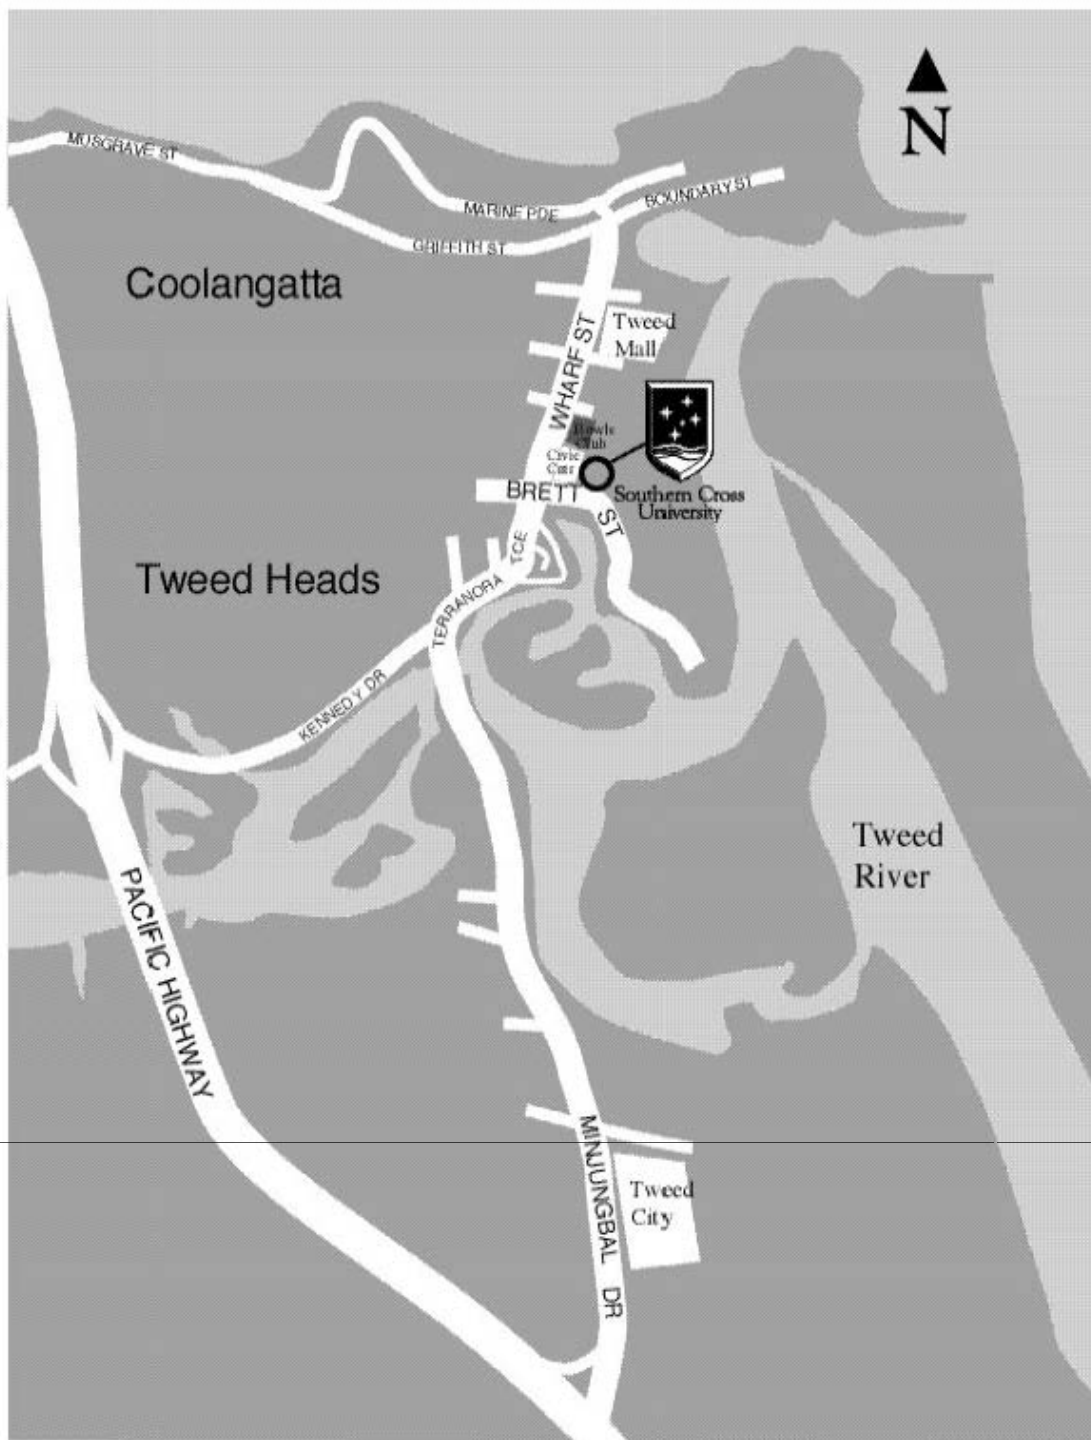 N
MUSGRAVE ST
MARINE PDE
BOUNDARY ST
GRIFFITH ST
Coolangatta
Tweed
Mall
WHARF ST
Bowls
Club
Civic
Cntr
BRETT ST
Southern Cross
University
Tweed Heads
TERRANORA TCE
KENNEDY DR
Tweed
River
PACIFIC HIGHWAY
MINJUNGBAL DR
Tweed
City